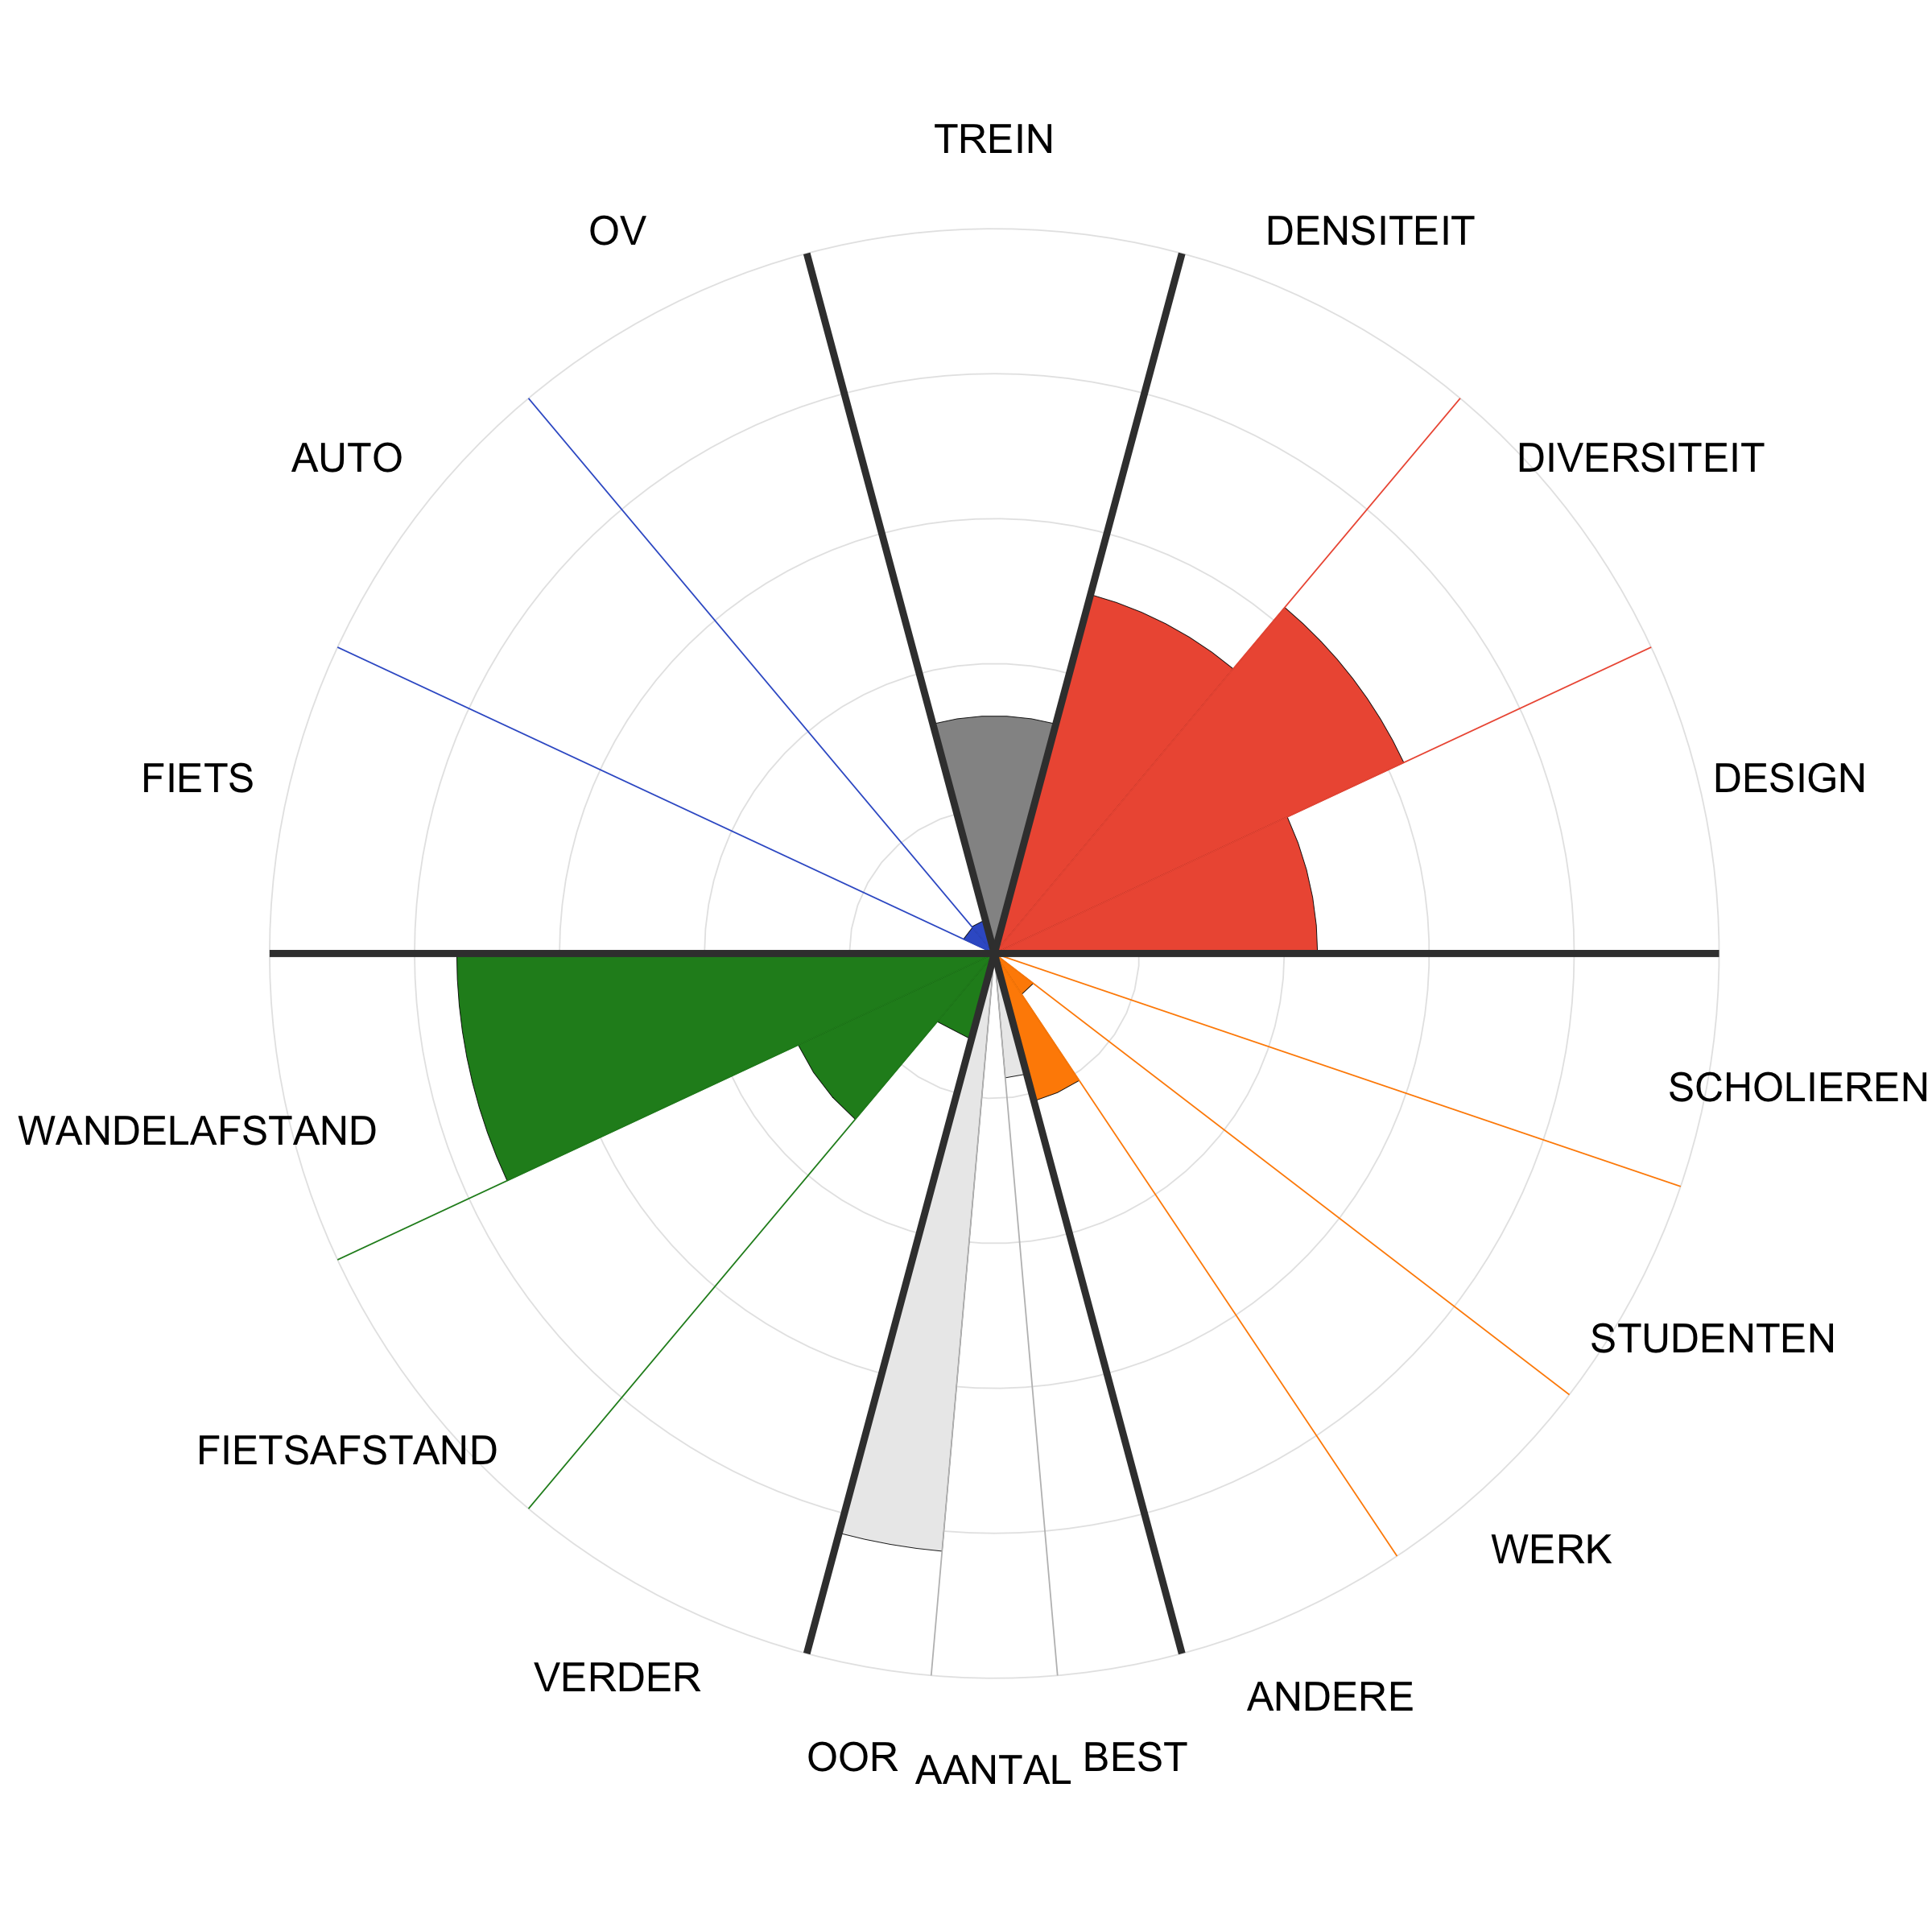 TREIN
OV
DENSITEIT
AUTO
DIVERSITEIT
FIETS
DESIGN
SCHOLIEREN
WANDELAFSTAND
STUDENTEN
FIETSAFSTAND
WERK
VERDER
ANDERE
OOR
AANTAL
BEST